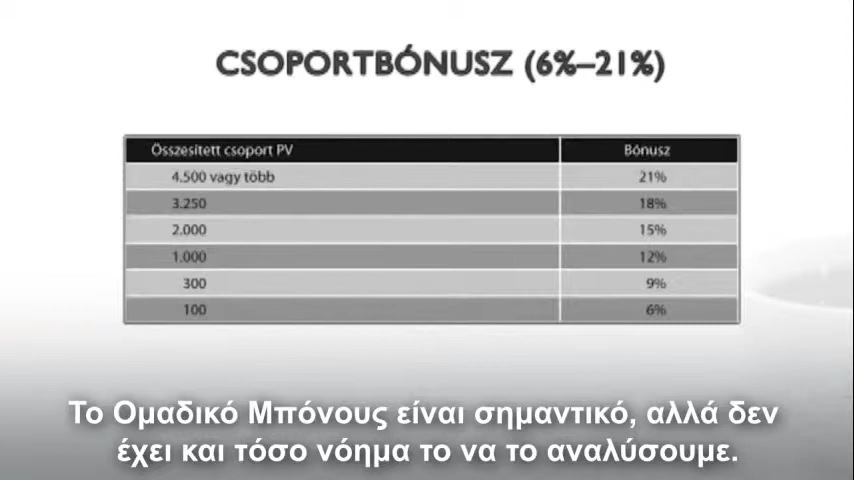 CSOPORTBÓNUSZ (6%–21%)
Összesített csoport PV Bónusz
4.500 vagy több 21%
3.250 18%
2.000 15%
1.000 12%
300 9%
100 6%
Το Ομαδικό Μπόνους είναι σημαντικό, αλλά δεν
έχει και τόσο νόημα το να το αναλύσουμε.